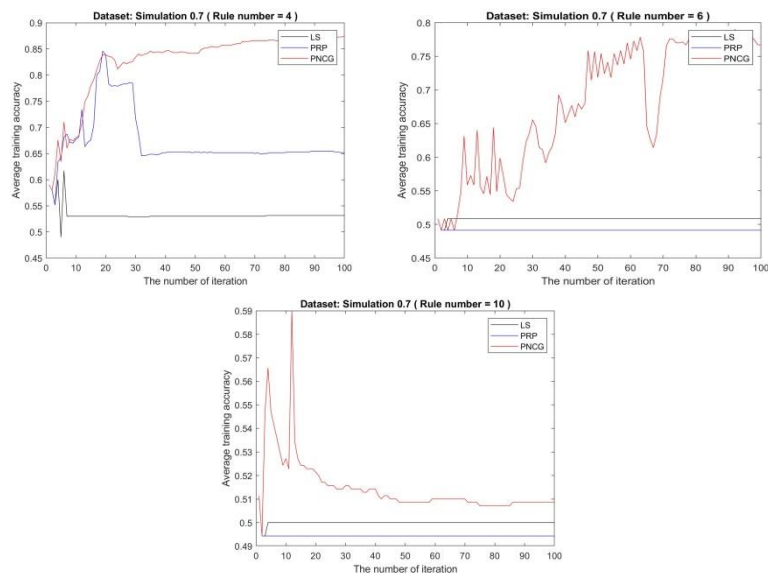 Dataset: Simulation 0.7 ( Rule number = 4 )
0.9
0.85
0.8
0.75
0.7
0.65
0.6
0.55
0.5
0.45
Average training accuracy
LS
PRP
PNCG
0 10 20 30 40 50 60 70 80 90 100
The number of iteration
Dataset: Simulation 0.7 ( Rule number = 6 )
0.8
0.75
0.7
0.65
0.6
0.55
0.5
0.45
Average training accuracy
LS
PRP
PNCG
0 10 20 30 40 50 60 70 80 90 100
The number of iteration
Dataset: Simulation 0.7 ( Rule number = 10 )
0.59
0.58
0.57
0.56
0.55
0.54
0.53
0.52
0.51
0.5
0.49
Average training accuracy
LS
PRP
PNCG
0 10 20 30 40 50 60 70 80 90 100
The number of iteration